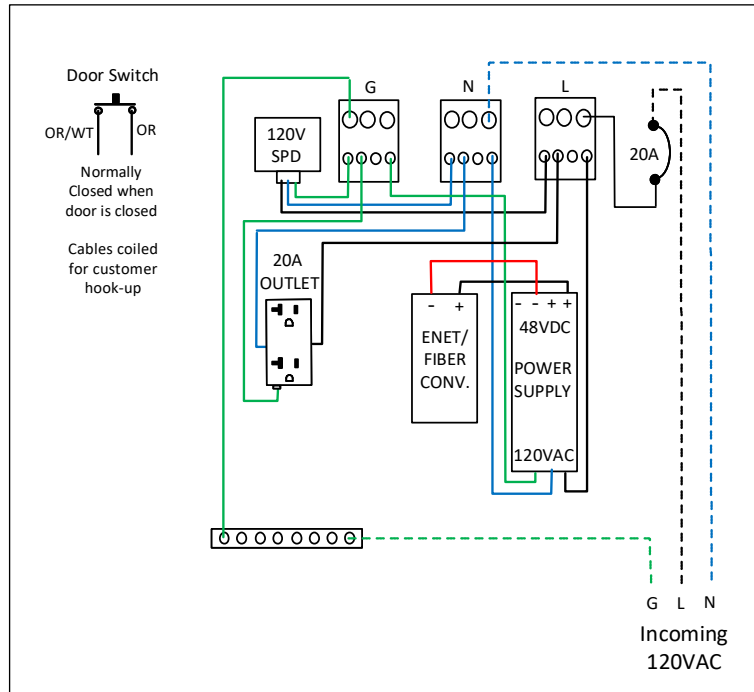 Door Switch
OR/WT
OR
Normally
Closed when
door is closed
Cables coiled
for customer
hook-up
G
N
L
120V
SPD
20A
20A
OUTLET
- +
ENET/
FIBER
CONV.
- - + +
48VDC
POWER
SUPPLY
120VAC
G L N
Incoming
120VAC